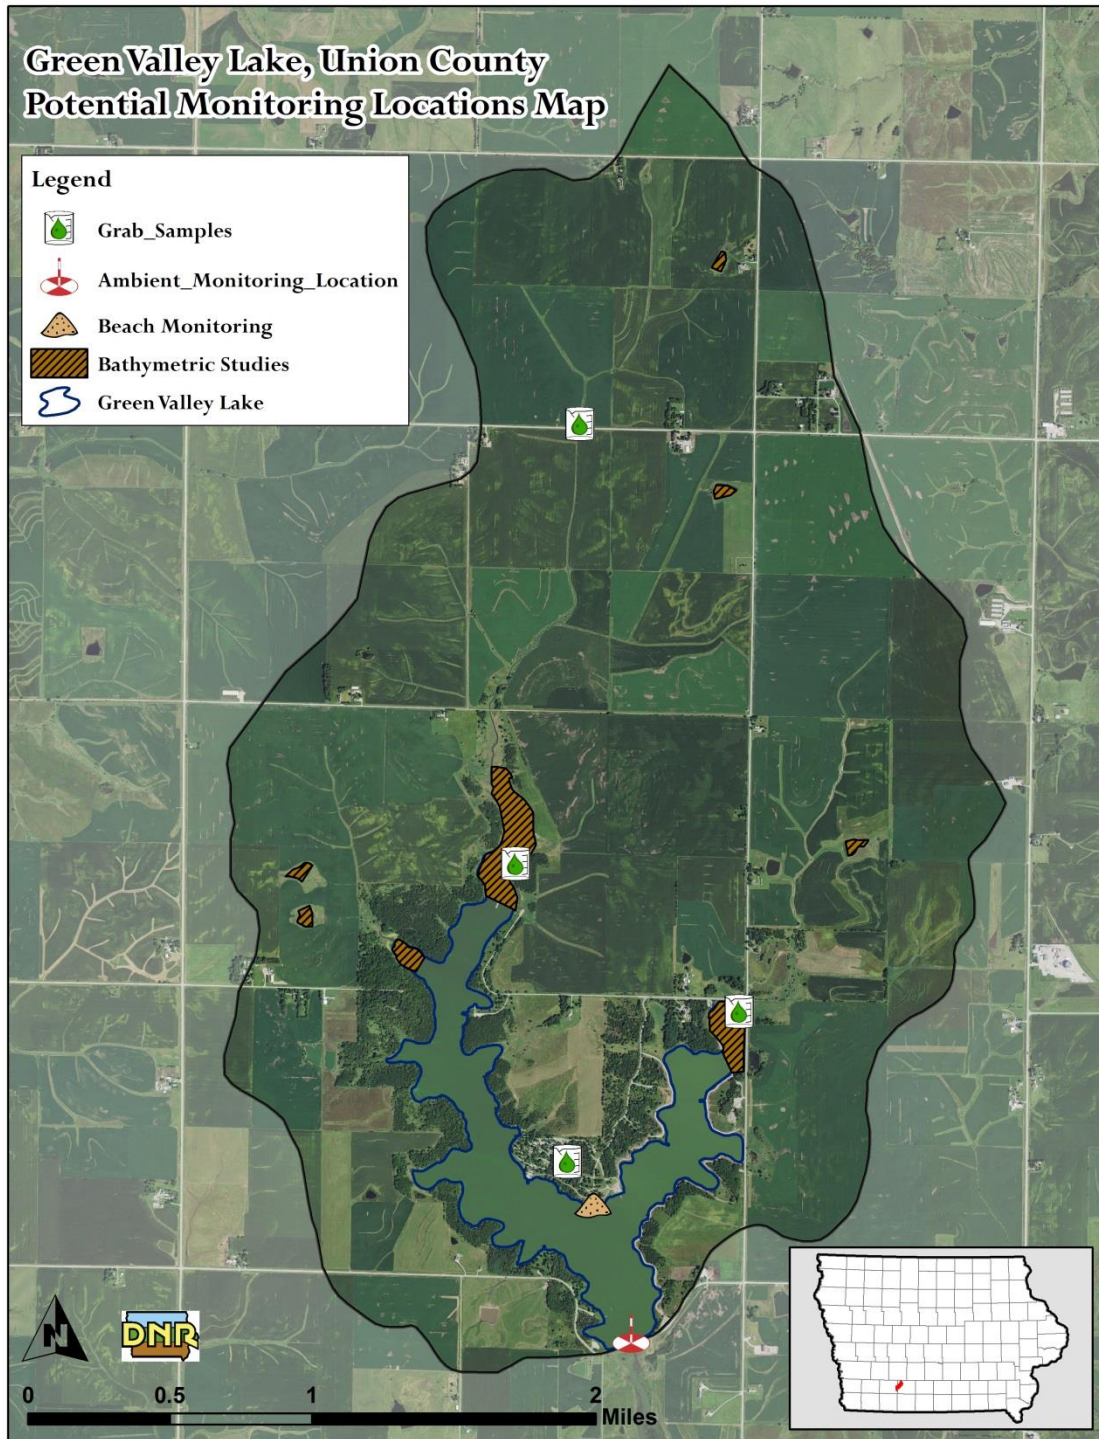 Green Valley Lake, Union County
Potential Monitoring Locations Map
Legend
Grab_Samples
Ambient_Monitoring_Location
Beach Monitoring
Bathymetric Studies
Green Valley Lake
N
DNR
0 0.5 1 2
Miles